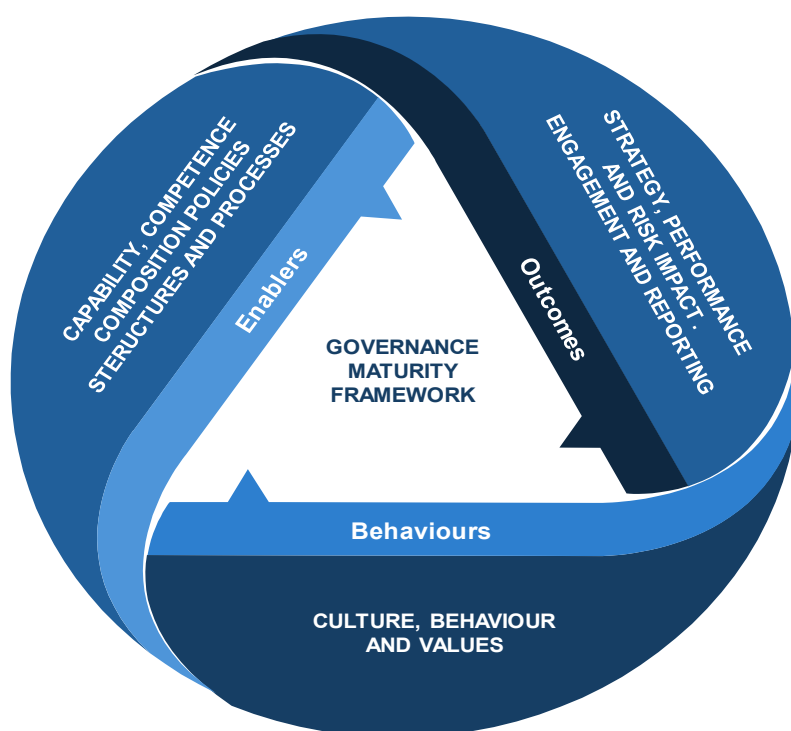 CAPABILITY, COMPETENCE
COMPOSITION POLICIES
STERUCTURES AND PROCESSES
Enablers
STRATEGY, PERFORMANCE
AND RISK IMPACT ·
ENGAGEMENT AND REPORTING
Outcomes
GOVERNANCE
MATURITY
FRAMEWORK
Behaviours
CULTURE, BEHAVIOUR
AND VALUES